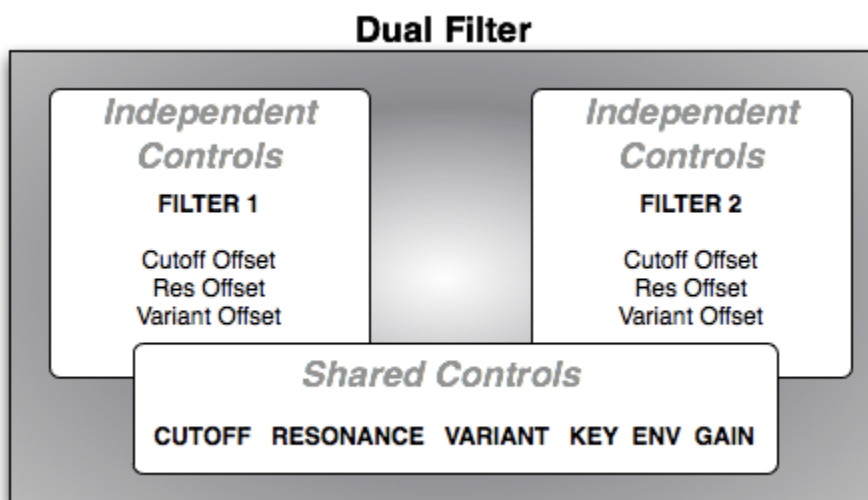 Dual Filter
Independent
Controls
FILTER 1
Cutoff Offset
Res Offset
Variant Offset
Independent
Controls
FILTER 2
Cutoff Offset
Res Offset
Variant Offset
Shared Controls
CUTOFF RESONANCE VARIANT KEY ENV GAIN